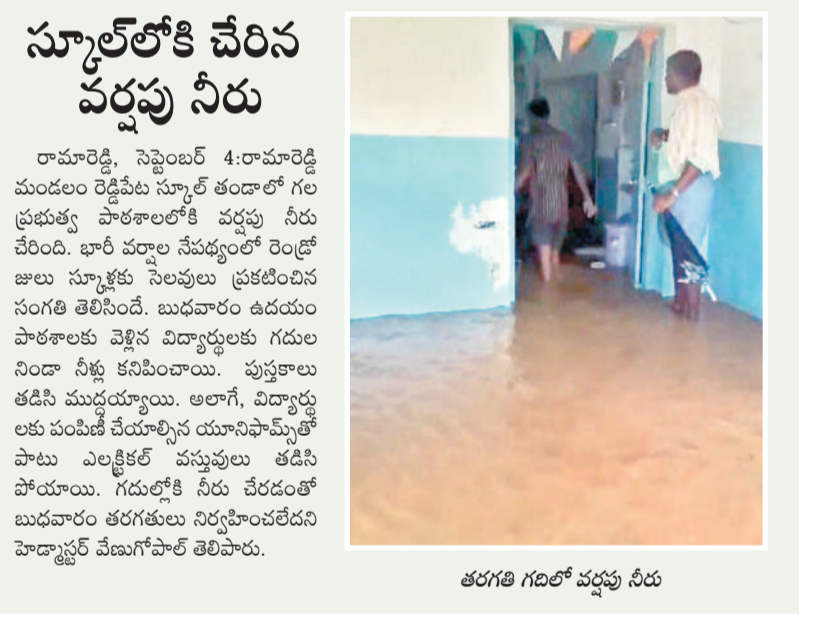 స్కూల్‌లోకి చేరిన
వర్షపు నీరు
రామారెడ్డి, సెప్టెంబర్ 4:రామారెడ్డి
మండలం రెడ్డిపేట స్కూల్ తండాలో గల
ప్రభుత్వ పాఠశాలలోకి వర్షపు నీరు
చేరింది. భారీ వర్షాల నేపథ్యంలో రెండ్రో
జులు స్కూళ్లకు సెలవులు ప్రకటించిన
సంగతి తెలిసిందే. బుధవారం ఉదయం
పాఠశాలకు వెళ్లిన విద్యార్థులకు గదుల
నిండా నీళ్లు కనిపించాయి. పుస్తకాలు
తడిసి ముద్దయ్యాయి. అలాగే, విద్యార్థు
లకు పంపిణీ చేయాల్సిన యూనిఫామ్స్‌తో
పాటు ఎలక్ట్రికల్ వస్తువులు తడిసి
పోయాయి. గదుల్లోకి నీరు చేరడంతో
బుధవారం తరగతులు నిర్వహించలేదని
హెడ్మాస్టర్ వేణుగోపాల్ తెలిపారు.
తరగతి గదిలో వర్షపు నీరు